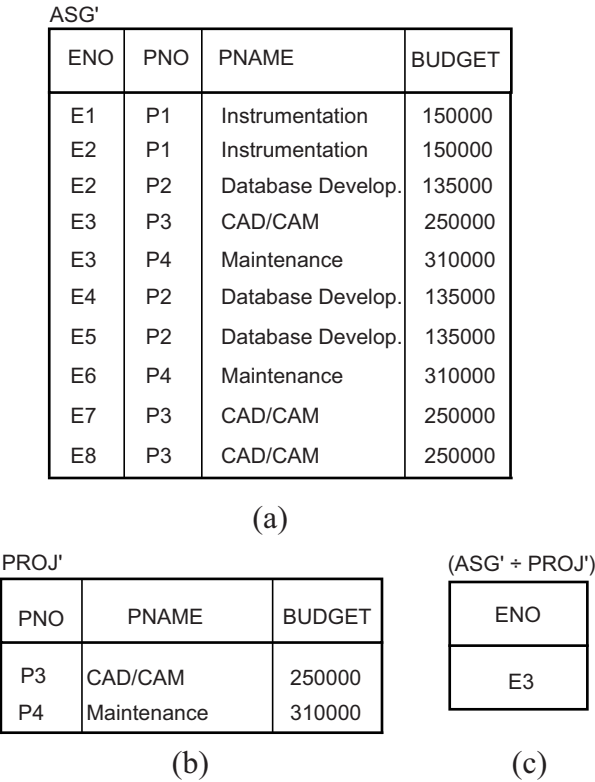 ASG'
ENO PNO PNAME BUDGET
E1 P1 Instrumentation 150000
E2 P1 Instrumentation 150000
E2 P2 Database Develop. 135000
E3 P3 CAD/CAM 250000
E3 P4 Maintenance 310000
E4 P2 Database Develop. 135000
E5 P2 Database Develop. 135000
E6 P4 Maintenance 310000
E7 P3 CAD/CAM 250000
E8 P3 CAD/CAM 250000
(a)
PROJ'
PNO PNAME BUDGET
P3 CAD/CAM 250000
P4 Maintenance 310000
(b)
(ASG' ÷ PROJ')
ENO
E3
(c)